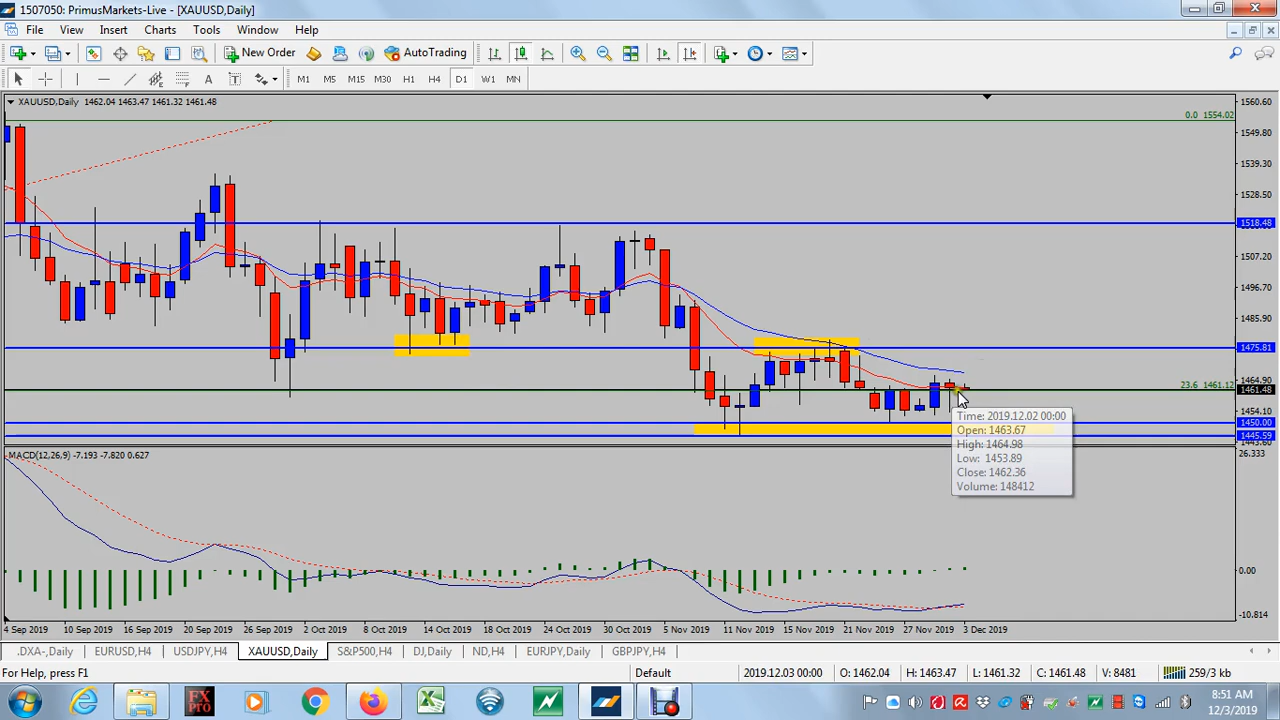 1507050: PrimusMarkets-Live - [XAUUSD,Daily]
File View Insert Charts Tools Window Help
New Order AutoTrading
A T M1 M5 M15 M30 H1 H4 D1 W1 MN
XAUUSD,Daily 1462.04 1463.47 1461.32 1461.48
1560.60
0.0 1554.02
1549.80
1539.30
1528.50
1518.48
1507.20
1496.70
1485.90
1475.81
1464.90
23.6 1461.12
1461.48
1454.10
1450.00
1445.59
1443.60
Time: 2019.12.02 00:00
Open: 1463.67
High: 1464.98
Low: 1453.89
Close: 1462.36
Volume: 148412
MACD(12,26,9) -7.193 -7.820 0.627
26.333
0.00
-10.814
4 Sep 2019 10 Sep 2019 16 Sep 2019 20 Sep 2019 26 Sep 2019 2 Oct 2019 8 Oct 2019 14 Oct 2019 18 Oct 2019 24 Oct 2019 30 Oct 2019 5 Nov 2019 11 Nov 2019 15 Nov 2019 21 Nov 2019 27 Nov 2019 3 Dec 2019
.DXA-,Daily EURUSD,H4 USDJPY,H4 XAUUSD,Daily S&P500,H4 DJ,Daily ND,H4 EURJPY,Daily GBPJPY,H4
For Help, press F1 Default 2019.12.03 00:00 O: 1462.04 H: 1463.47 L: 1461.32 C: 1461.48 V: 8481 259/3 kb
FX PRO
8:51 AM
12/3/2019